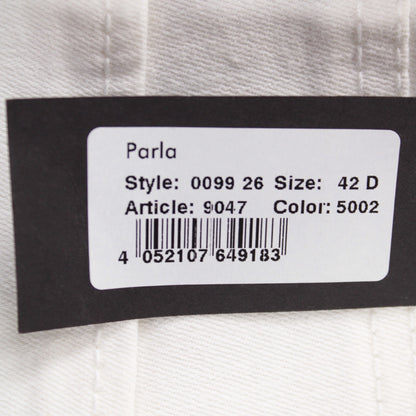 Parla
Style: 0099 26 Size: 42 D
Article: 9047 Color: 5002
4 052107 649183